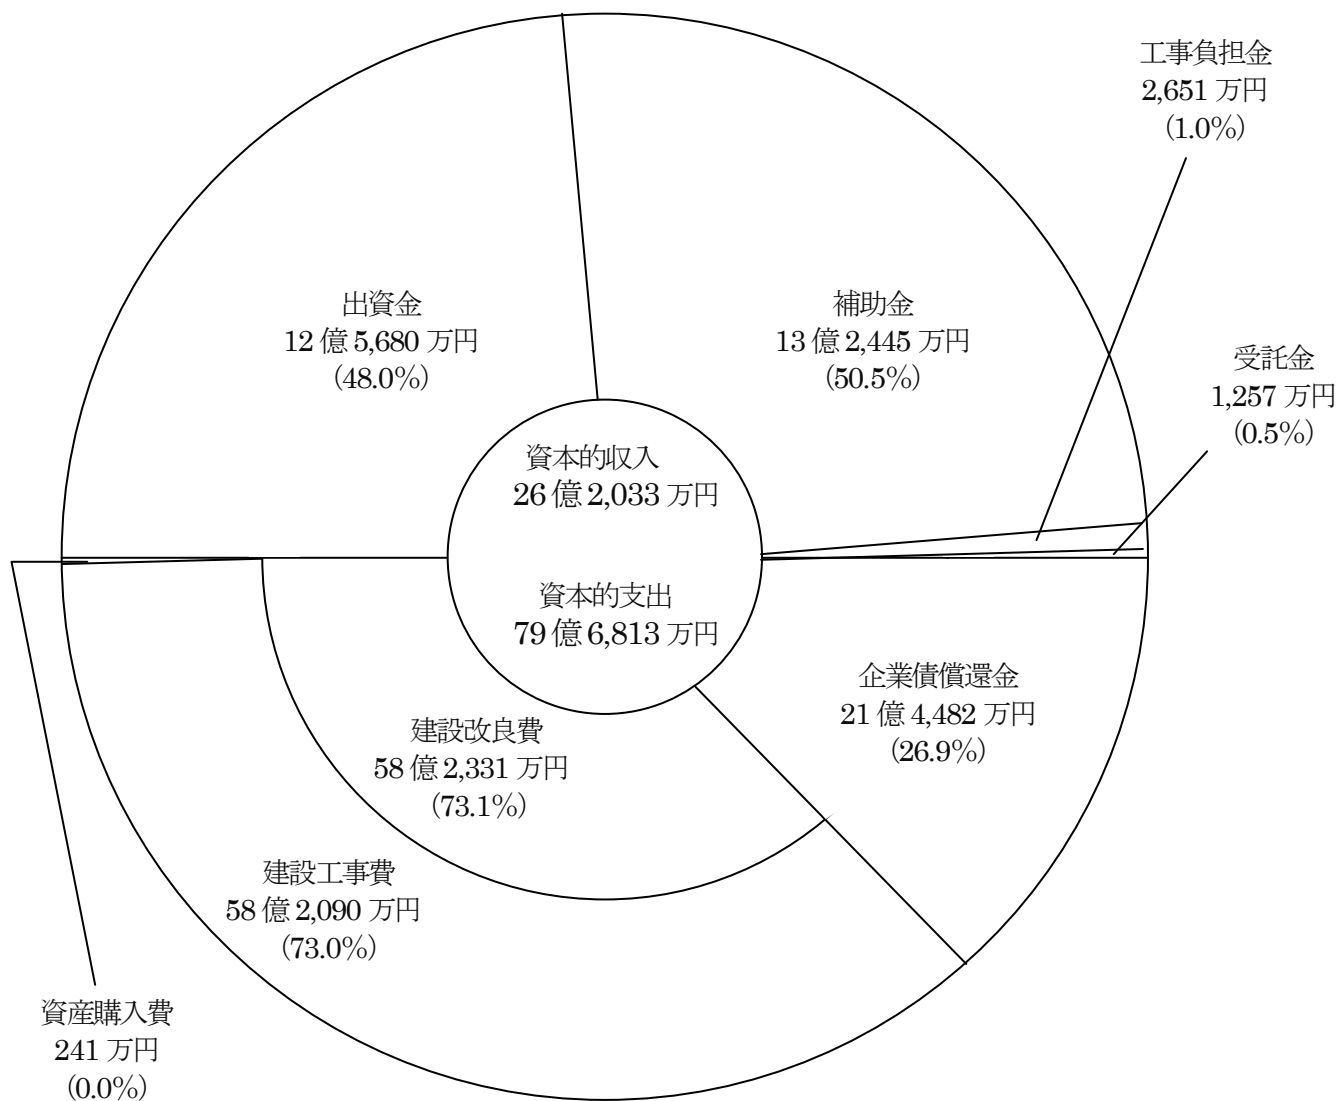 工事負担金
2,651 万円
(1.0%)
出資金
12 億 5,680 万円
(48.0%)
補助金
13 億 2,445 万円
(50.5%)
受託金
1,257 万円
(0.5%)
資本的収入
26 億 2,033 万円
資本的支出
79 億 6,813 万円
企業債償還金
21 億 4,482 万円
(26.9%)
建設改良費
58 億 2,331 万円
(73.1%)
建設工事費
58 億 2,090 万円
(73.0%)
資産購入費
241 万円
(0.0%)